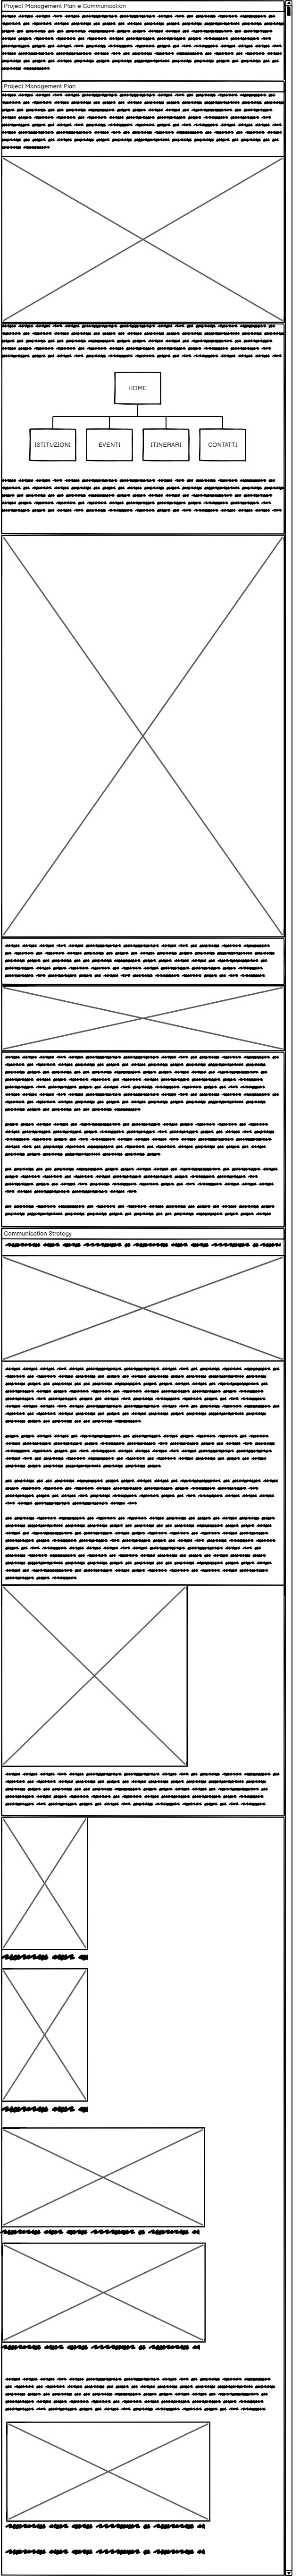 Project Management Plan e Communication
Project Management Plan
HOME
ISTITUZIONI
EVENTI
ITINERARI
CONTATTI
Communication Strategy